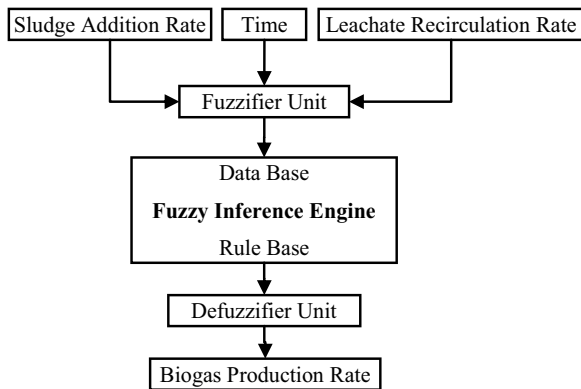 Sludge Addition Rate
Time
Leachate Recirculation Rate
Fuzzifier Unit
Data Base
Fuzzy Inference Engine
Rule Base
Defuzzifier Unit
Biogas Production Rate